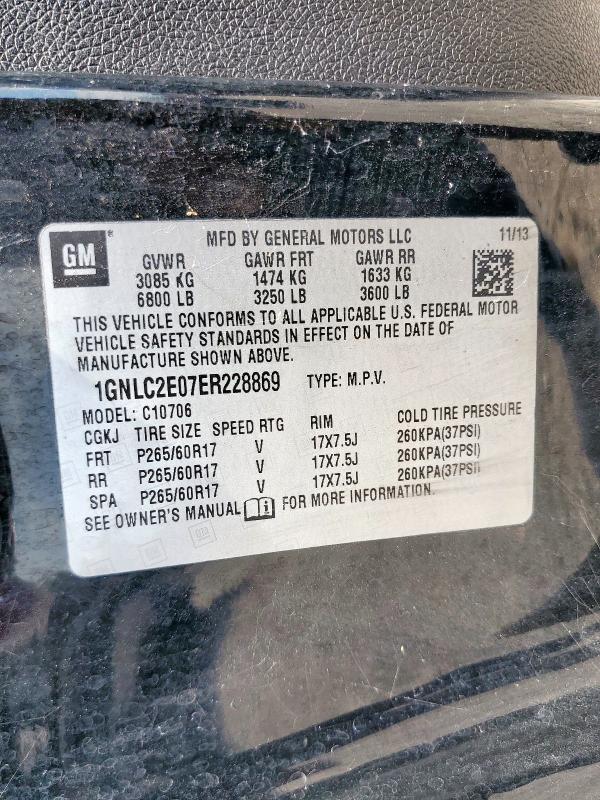 GM
MFD BY GENERAL MOTORS LLC
11/13
GVWR GAWR FRT GAWR RR
3085 KG 1474 KG 1633 KG
6800 LB 3250 LB 3600 LB
THIS VEHICLE CONFORMS TO ALL APPLICABLE U.S. FEDERAL MOTOR
VEHICLE SAFETY STANDARDS IN EFFECT ON THE DATE OF
MANUFACTURE SHOWN ABOVE.
1GNLC2E07ER228869 TYPE: M.P.V.
MODEL: C10706
CGKJ TIRE SIZE SPEED RTG RIM COLD TIRE PRESSURE
FRT P265/60R17 V 17X7.5J 260KPA(37PSI)
RR P265/60R17 V 17X7.5J 260KPA(37PSI)
SPA P265/60R17 V 17X7.5J 260KPA(37PSI)
SEE OWNER'S MANUAL i FOR MORE INFORMATION.